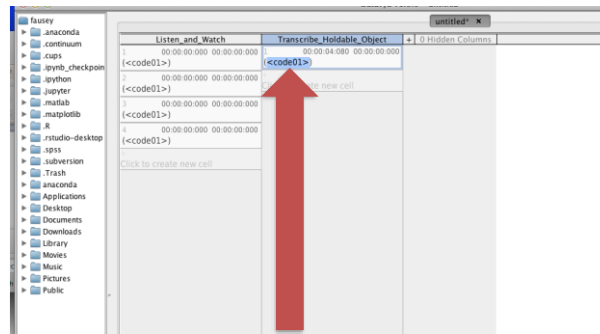 untitled*
fausey
.anaconda
.continuum
.cups
.ipynb_checkpoin
.ipython
.jupyter
.matlab
.matplotlib
.R
.rstudio-desktop
.spss
.subversion
.Trash
anaconda
Applications
Desktop
Documents
Downloads
Library
Movies
Music
Pictures
Public
Listen_and_Watch
1 00:00:00:000 00:00:00:000
(<code01>)
2 00:00:00:000 00:00:00:000
(<code01>)
3 00:00:00:000 00:00:00:000
(<code01>)
4 00:00:00:000 00:00:00:000
(<code01>)
Click to create new cell
Transcribe_Holdable_Object
1 00:00:04:080 00:00:00:000
(<code01>)
new cell
+ 0 Hidden Columns